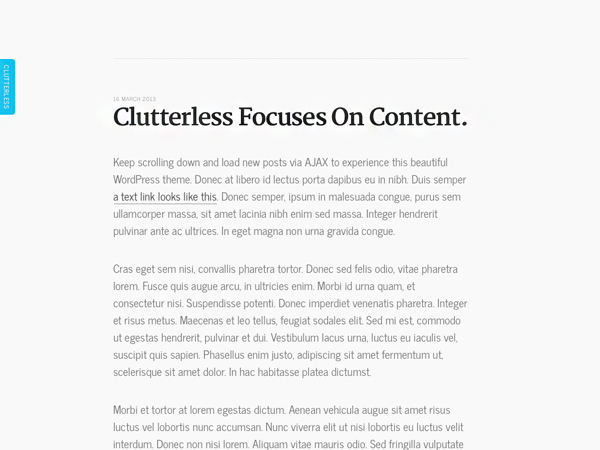 CLUTTERLESS
16 MARCH 2013
Clutterless Focuses On Content.
Keep scrolling down and load new posts via AJAX to experience this beautiful
WordPress theme. Donec at libero id lectus porta dapibus eu in nibh. Duis semper
a text link looks like this. Donec semper, ipsum in malesuada congue, purus sem
ullamcorper massa, sit amet lacinia nibh enim sed massa. Integer hendrerit
pulvinar ante ac ultrices. In eget magna non urna gravida congue.
Cras eget sem nisi, convallis pharetra tortor. Donec sed felis odio, vitae pharetra
lorem. Fusce quis augue arcu, in ultricies enim. Morbi id urna quam, et
consectetur nisi. Suspendisse potenti. Donec imperdiet venenatis pharetra. Integer
et risus metus. Maecenas et leo tellus, feugiat sodales elit. Sed mi est, commodo
ut egestas hendrerit, pulvinar et dui. Vestibulum lacus urna, luctus eu iaculis vel,
suscipit quis sapien. Phasellus enim justo, adipiscing sit amet fermentum ut,
scelerisque sit amet dolor. In hac habitasse platea dictumst.
Morbi et tortor at lorem egestas dictum. Aenean vehicula augue sit amet risus
luctus vel lobortis nunc accumsan. Nunc viverra elit ut nisi lobortis eu luctus velit
interdum. Donec non nisi lorem. Aliquam vitae mauris odio. Sed fringilla vulputate